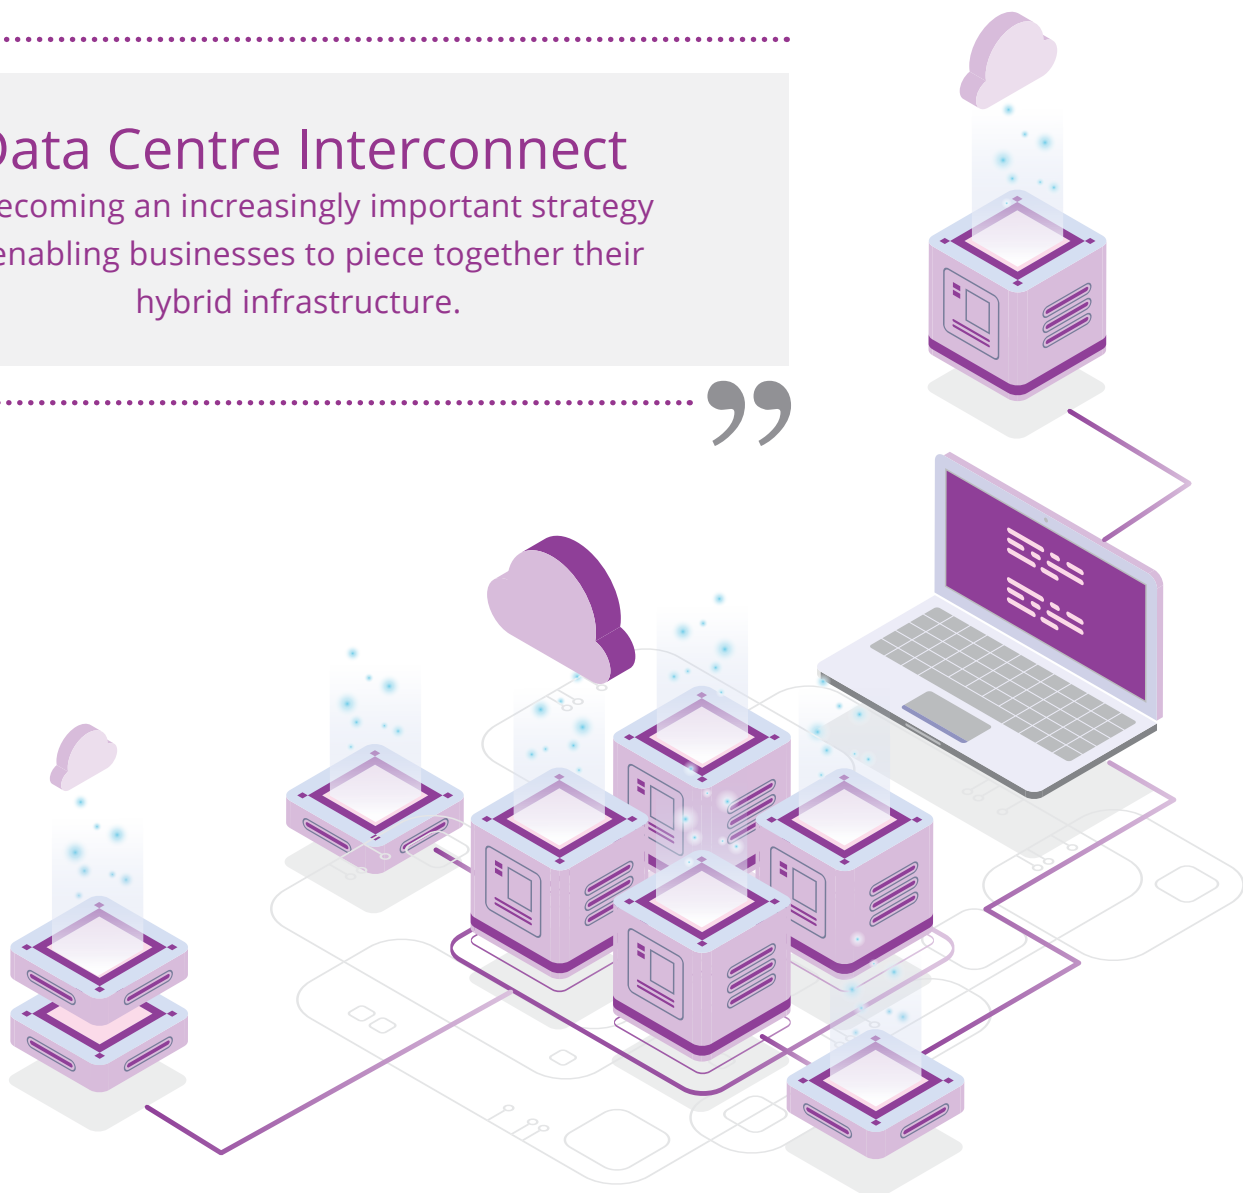 Data Centre Interconnect
ecoming an increasingly important strategy
enabling businesses to piece together their
hybrid infrastructure.
”